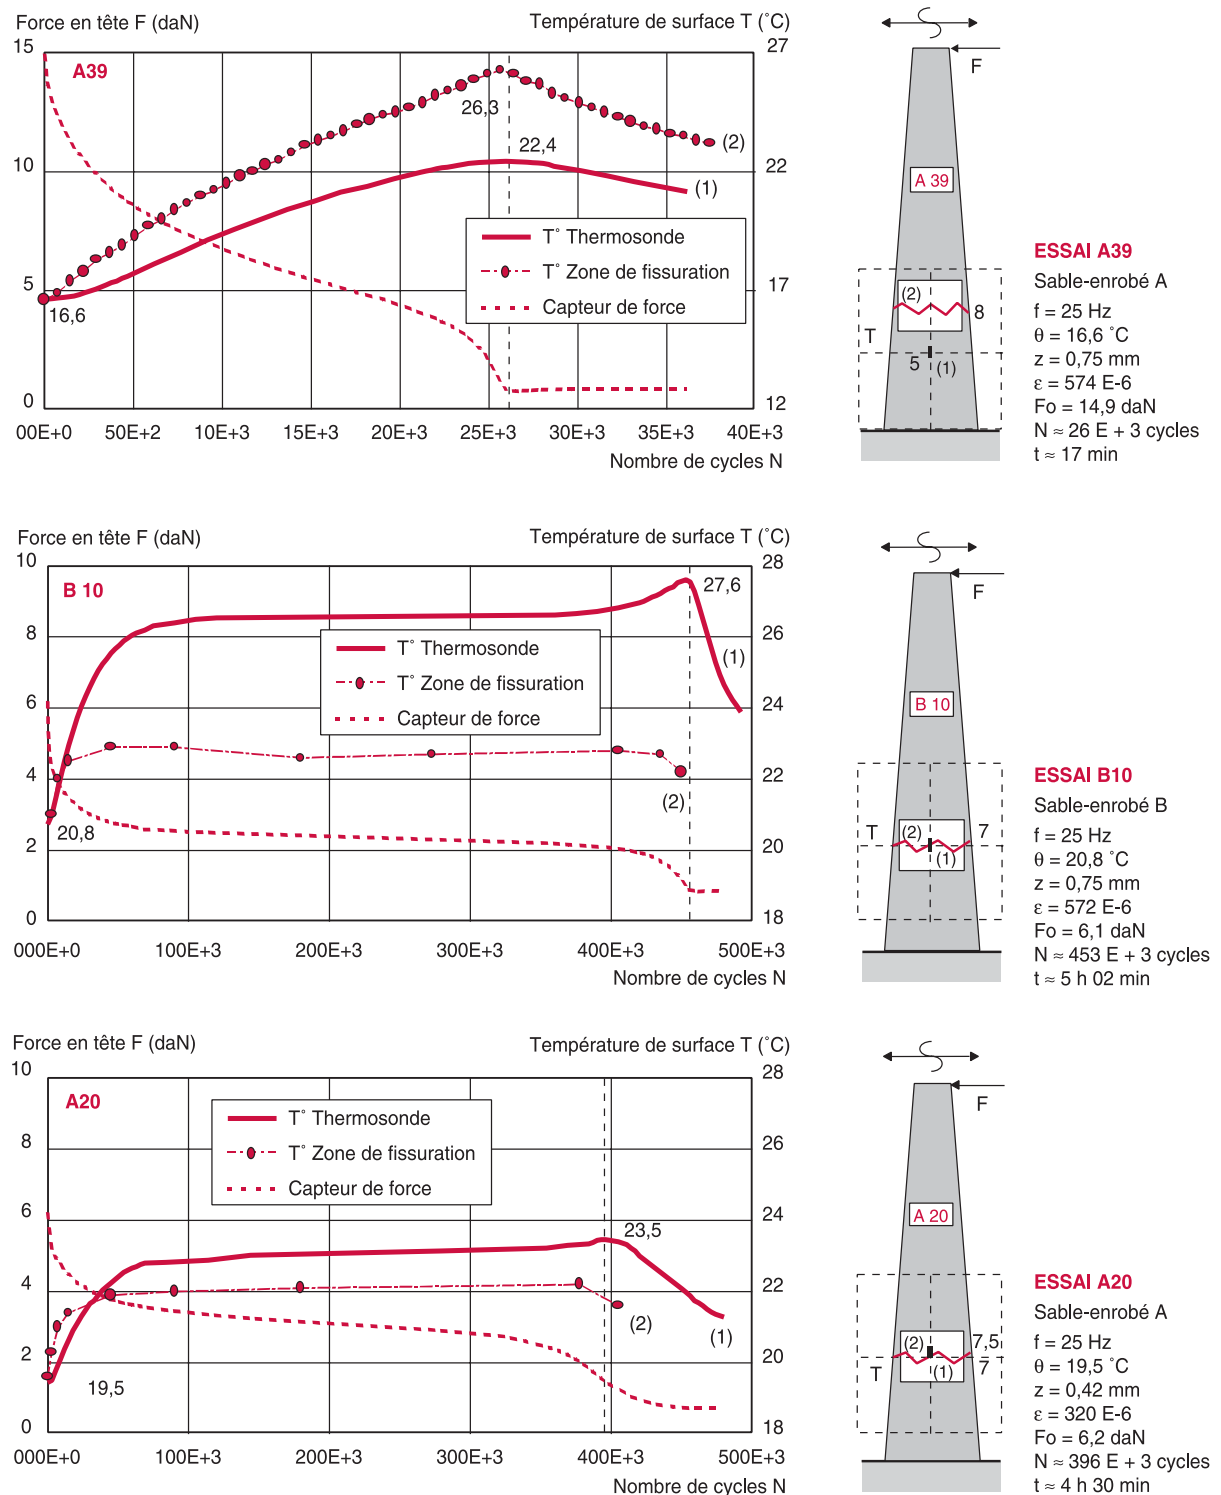 Force en tête F (daN)
Température de surface T (˚C)
15
27
A39
26,3
22,4
(2)
10
22
(1)
T˚ Thermosonde
T˚ Zone de fissuration
Capteur de force
5
17
16,6
0
12
00E+0
50E+2
10E+3
15E+3
20E+3
25E+3
30E+3
35E+3
40E+3
Nombre de cycles N
F
A 39
(2)
8
T
5
(1)
ESSAI A39
Sable-enrobé A
f = 25 Hz
θ = 16,6 ˚C
z = 0,75 mm
ε = 574 E-6
Fo = 14,9 daN
N ≈ 26 E + 3 cycles
t ≈ 17 min
Force en tête F (daN)
Température de surface T (˚C)
10
28
B 10
27,6
8
26
T˚ Thermosonde
T˚ Zone de fissuration
Capteur de force
(1)
6
24
4
22
(2)
20,8
2
20
0
18
000E+0
100E+3
200E+3
300E+3
400E+3
500E+3
Nombre de cycles N
F
B 10
T
(2)
7
(1)
ESSAI B10
Sable-enrobé B
f = 25 Hz
θ = 20,8 ˚C
z = 0,75 mm
ε = 572 E-6
Fo = 6,1 daN
N ≈ 453 E + 3 cycles
t ≈ 5 h 02 min
Force en tête F (daN)
Température de surface T (˚C)
10
28
A20
T˚ Thermosonde
T˚ Zone de fissuration
Capteur de force
8
26
6
24
23,5
4
22
(2)
(1)
2
20
19,5
0
18
000E+0
100E+3
200E+3
300E+3
400E+3
500E+3
Nombre de cycles N
F
A 20
(2)
7,5
T
(1)
7
ESSAI A20
Sable-enrobé A
f = 25 Hz
θ = 19,5 ˚C
z = 0,42 mm
ε = 320 E-6
Fo = 6,2 daN
N ≈ 396 E + 3 cycles
t ≈ 4 h 30 min